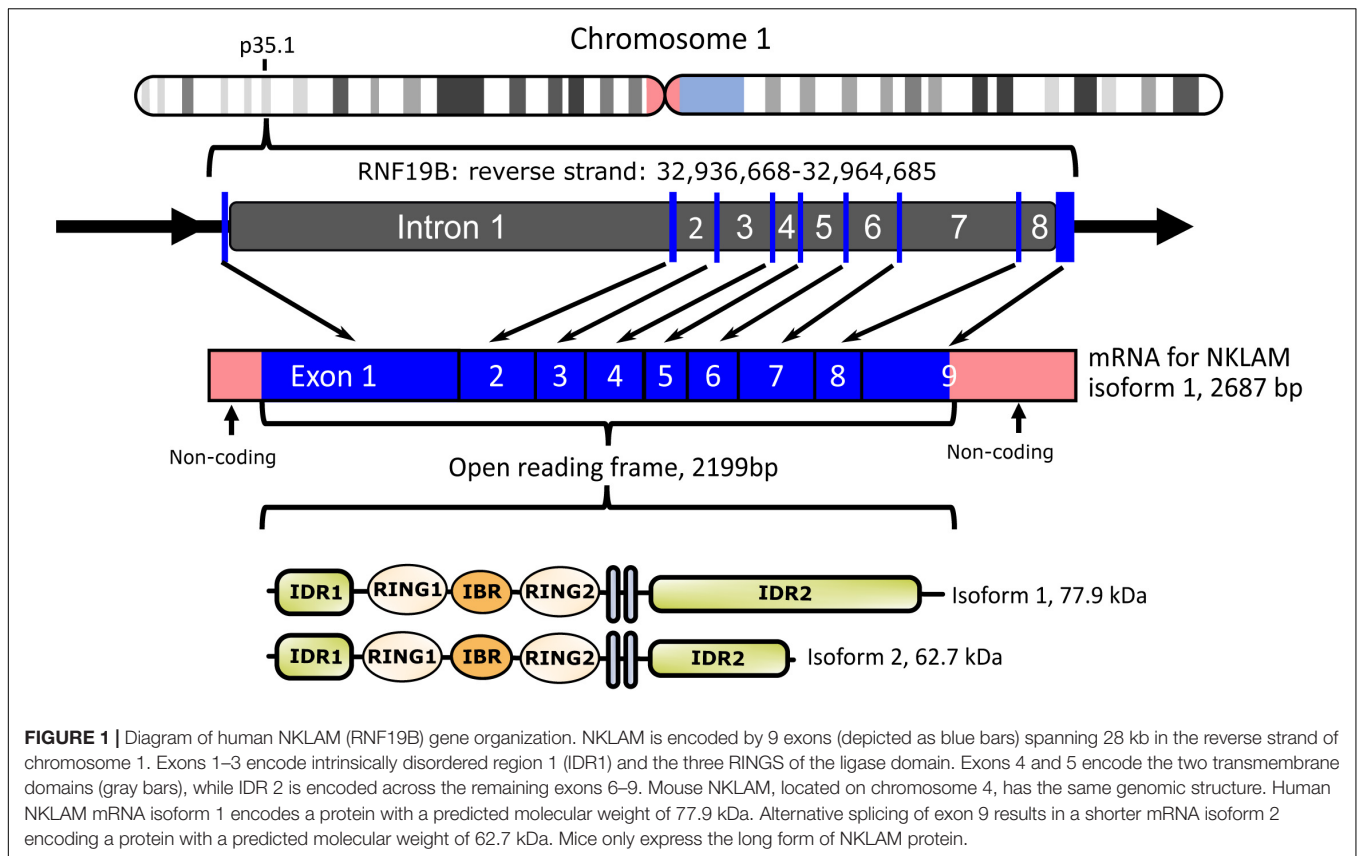 p35.1
Chromosome 1
RNF19B: reverse strand: 32,936,668-32,964,685
Intron 1 2 3 4 5 6 7 8
Exon 1 2 3 4 5 6 7 8 9
mRNA for NKLAM
isoform 1, 2687 bp
Non-coding
Non-coding
Open reading frame, 2199bp
IDR1 RING1 IBR RING2 IDR2 Isoform 1, 77.9 kDa
IDR1 RING1 IBR RING2 IDR2 Isoform 2, 62.7 kDa
FIGURE 1 | Diagram of human NKLAM (RNF19B) gene organization. NKLAM is encoded by 9 exons (depicted as blue bars) spanning 28 kb in the reverse strand of
chromosome 1. Exons 1–3 encode intrinsically disordered region 1 (IDR1) and the three RINGS of the ligase domain. Exons 4 and 5 encode the two transmembrane
domains (gray bars), while IDR 2 is encoded across the remaining exons 6–9. Mouse NKLAM, located on chromosome 4, has the same genomic structure. Human
NKLAM mRNA isoform 1 encodes a protein with a predicted molecular weight of 77.9 kDa. Alternative splicing of exon 9 results in a shorter mRNA isoform 2
encoding a protein with a predicted molecular weight of 62.7 kDa. Mice only express the long form of NKLAM protein.